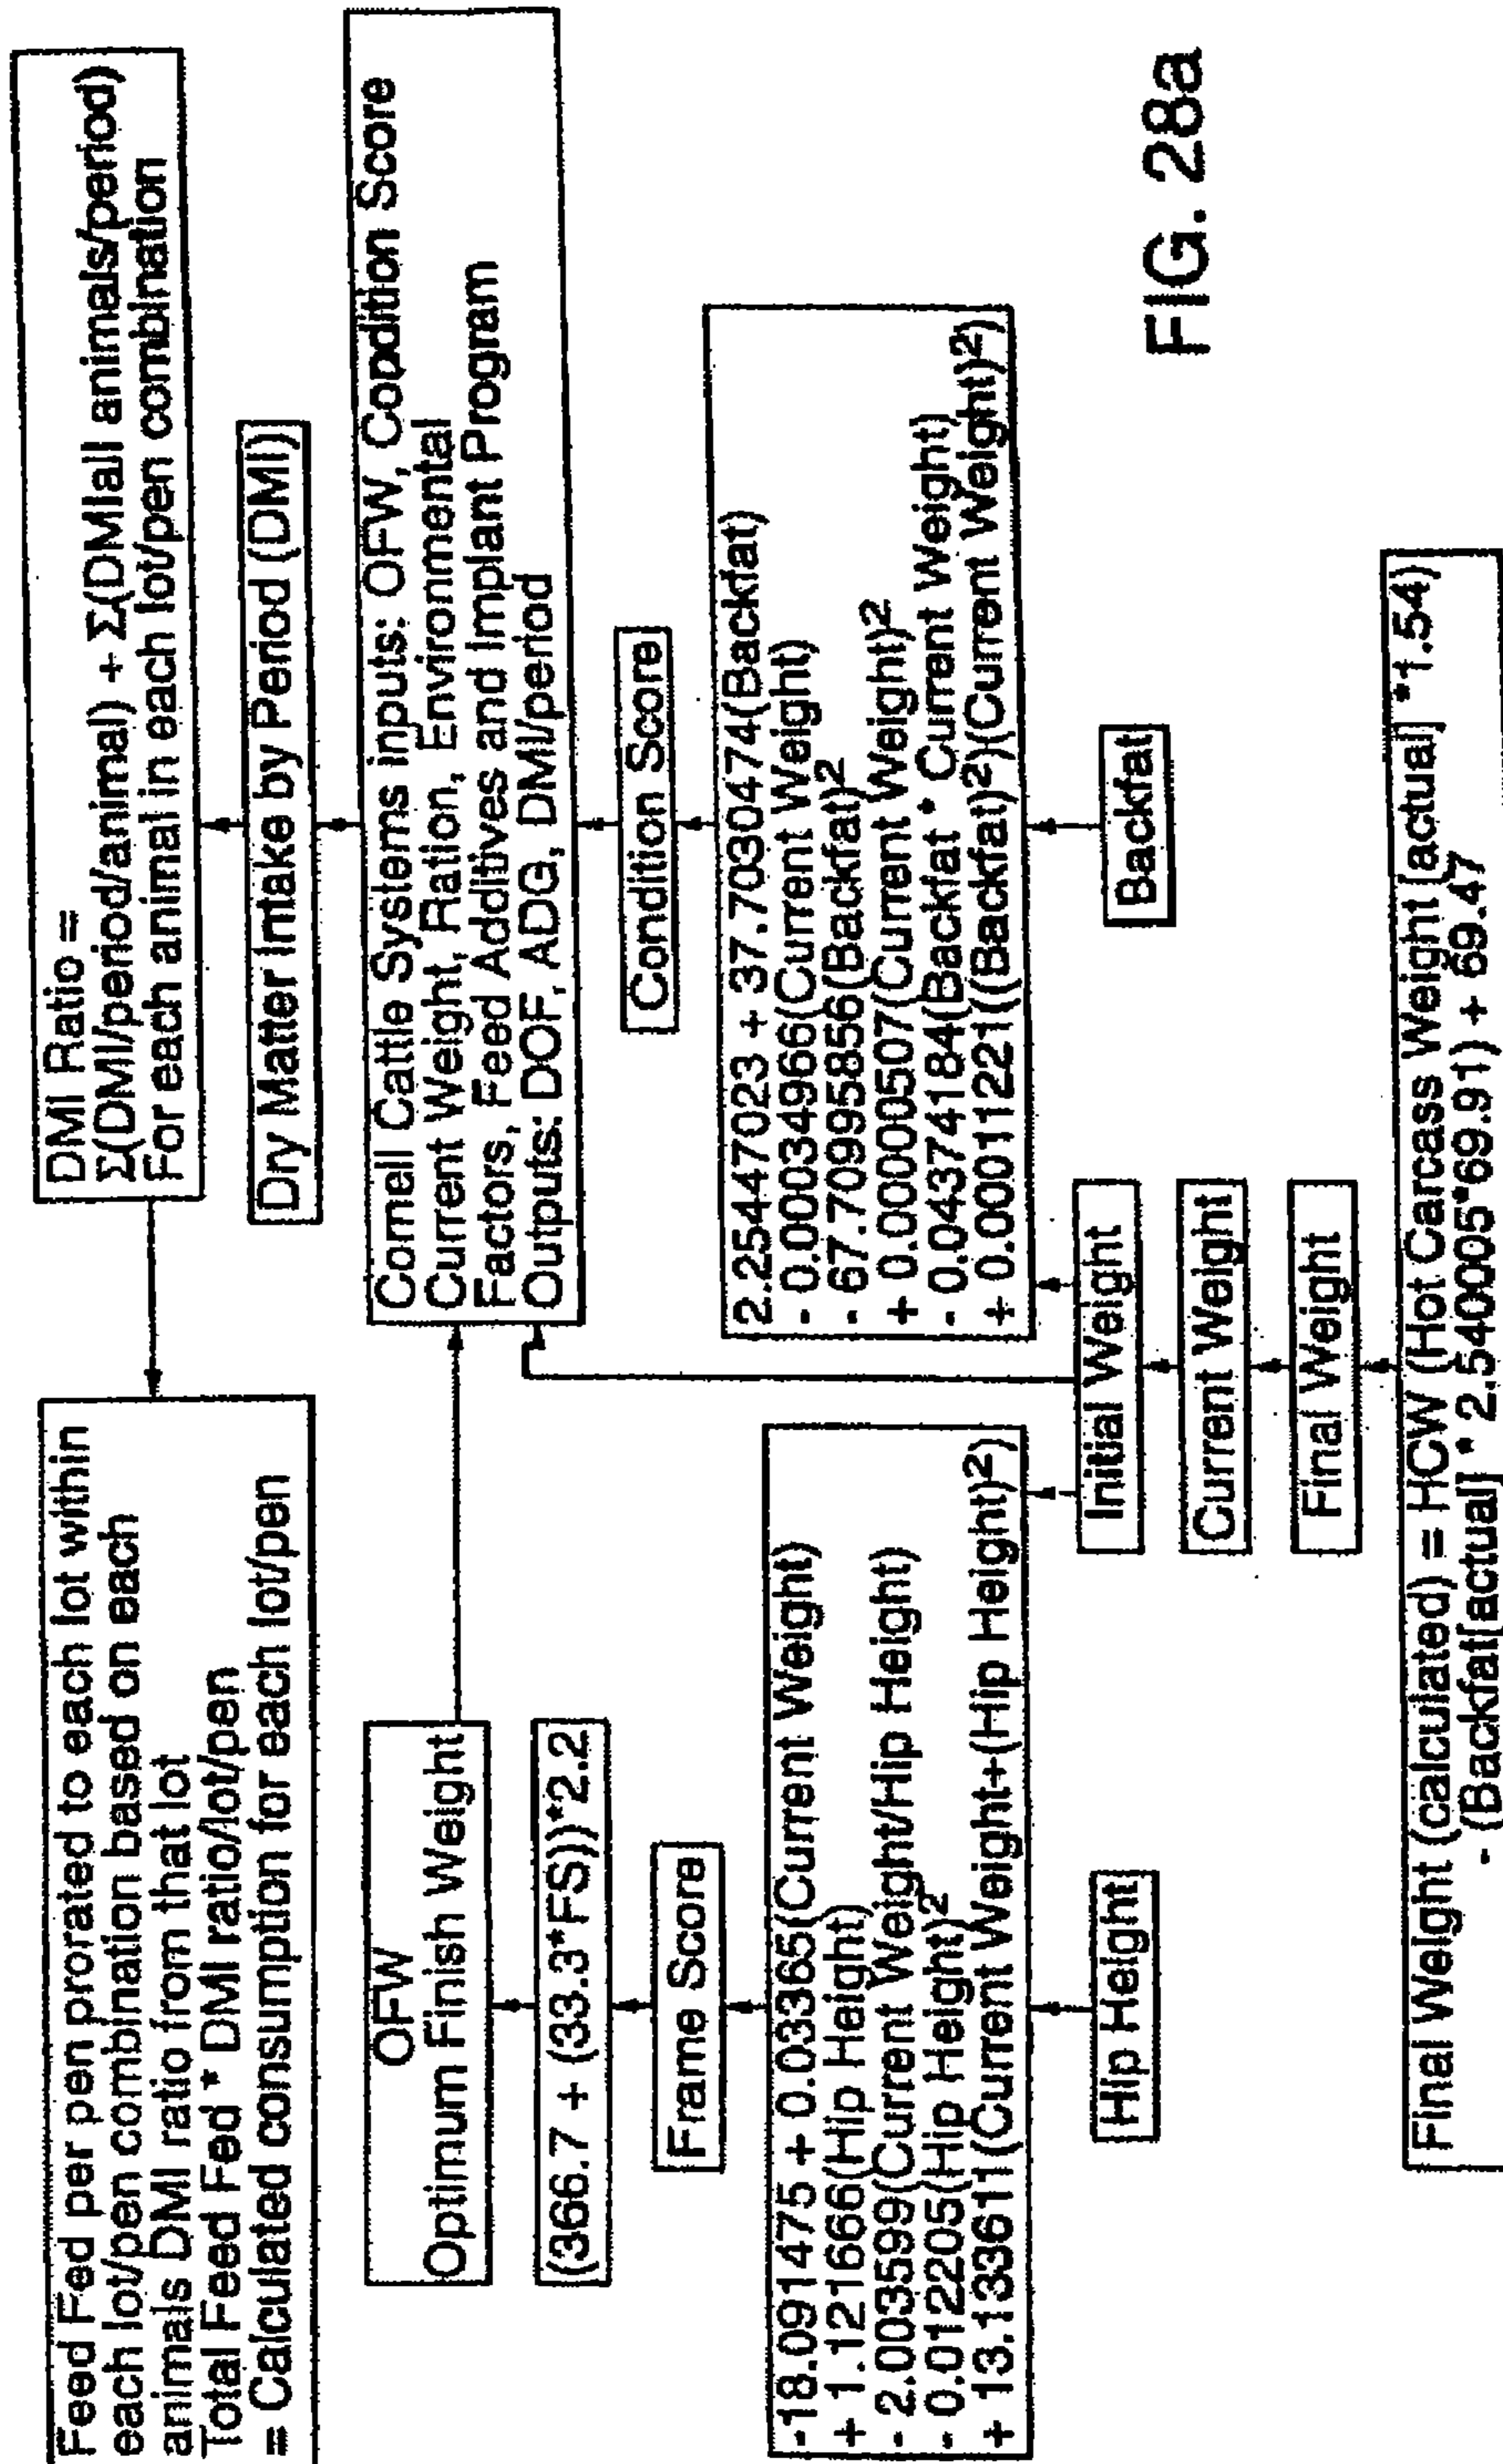 Feed Fed per pen prorated to each lot within
each lot/pen combination based on each
animals DMI ratio from that lot
Total Feed Fed * DMI ratio/lot/pen
= Calculated consumption for each lot/pen
DMI Ratio =
Σ(DMI/period/animal) ÷ Σ(DMIall animals/period)
For each animal in each lot/pen combination
Dry Matter Intake by Period (DMI)
OFW
Optimum Finish Weight
Cornell Cattle Systems inputs: OFW, Condition Score
Current Weight, Ration, Environmental
Factors, Feed Additives and Implant Program
Outputs: DOF, ADG, DMI/period
(366.7 + (33.3*FS))*2.2
Frame Score
Condition Score
-18.091475 + 0.03365(Current Weight)
+ 1.121666(Hip Height)
- 2.003599(Current Weight/Hip Height)
- 0.012205(Hip Height)2
+ 13.133611(Current Weight÷(Hip Height)2)
2.25447023 + 37.7030474(Backfat)
- 0.00034966(Current Weight)
- 67.7099585​6(Backfat)2
+ 0.00000507(Current Weight)2
- 0.04374184(Backfat * Current Weight)
+ 0.00011221((Backfat)2)(Current Weight)2)
Hip Height
Initial Weight
Backfat
Current Weight
Final Weight
Final Weight (calculated) = HCW (Hot Carcass Weight [actual] *1.54)
- (Backfat[actual] * 2.54005*69.91) + 69.47
FIG. 28a